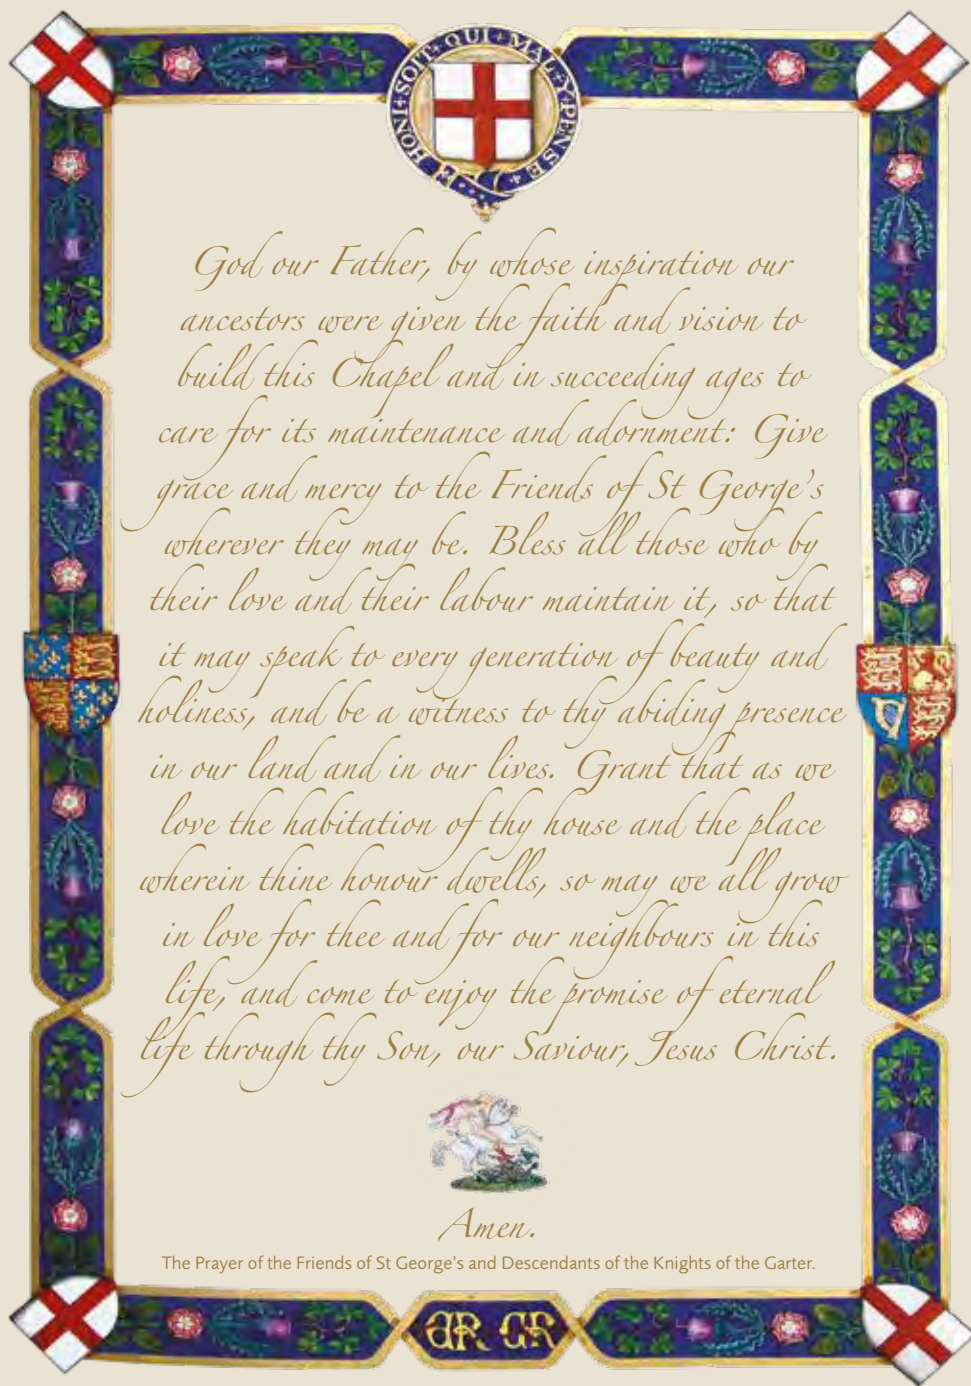 HONI + SOIT + QUI + MAL + Y + PENSE +
God our Father, by whose inspiration our
ancestors were given the faith and vision to
build this Chapel and in succeeding ages to
care for its maintenance and adornment: Give
grace and mercy to the Friends of St George's
wherever they may be. Bless all those who by
their love and their labour maintain it, so that
it may speak to every generation of beauty and
holiness, and be a witness to thy abiding presence
in our land and in our lives. Grant that as we
love the habitation of thy house and the place
wherein thine honour dwells, so may we all grow
in love for thee and for our neighbours in this
life, and come to enjoy the promise of eternal
life through thy Son, our Saviour, Jesus Christ.
Amen.
The Prayer of the Friends of St George's and Descendants of the Knights of the Garter.